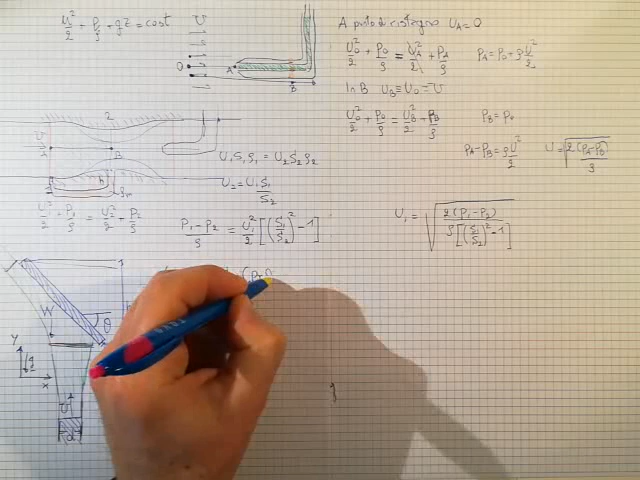 u²/2 + p/ρ + gz = cost
U
O
A
B
A punto di ristagno U_A = 0
U₀²/2 + p₀/ρ = U_A²/2 + p_A/ρ   p_A = p₀ + ρ U²/2
In B   U_B ≡ U₀ = U
U₀²/2 + p₀/ρ = U_B²/2 + p_B/ρ   p_B = p₀
p_A - p_B = ρ U²/2   U = √(2(p_A - p_B)/ρ)
2
U
A
B
h
ρm
U₁S₁ρ₁ = U₂S₂ρ₂
U₂ = U₁S₁/S₂
U₁²/2 + p₁/ρ = U₂²/2 + p₂/ρ
p₁ - p₂/ρ = U₁²/2 [(S₁/S₂)² - 1]
U₁ = √(2(p₁ - p₂)/ρ[(S₁/S₂)² - 1])
W
θ
y
g
x
U
d